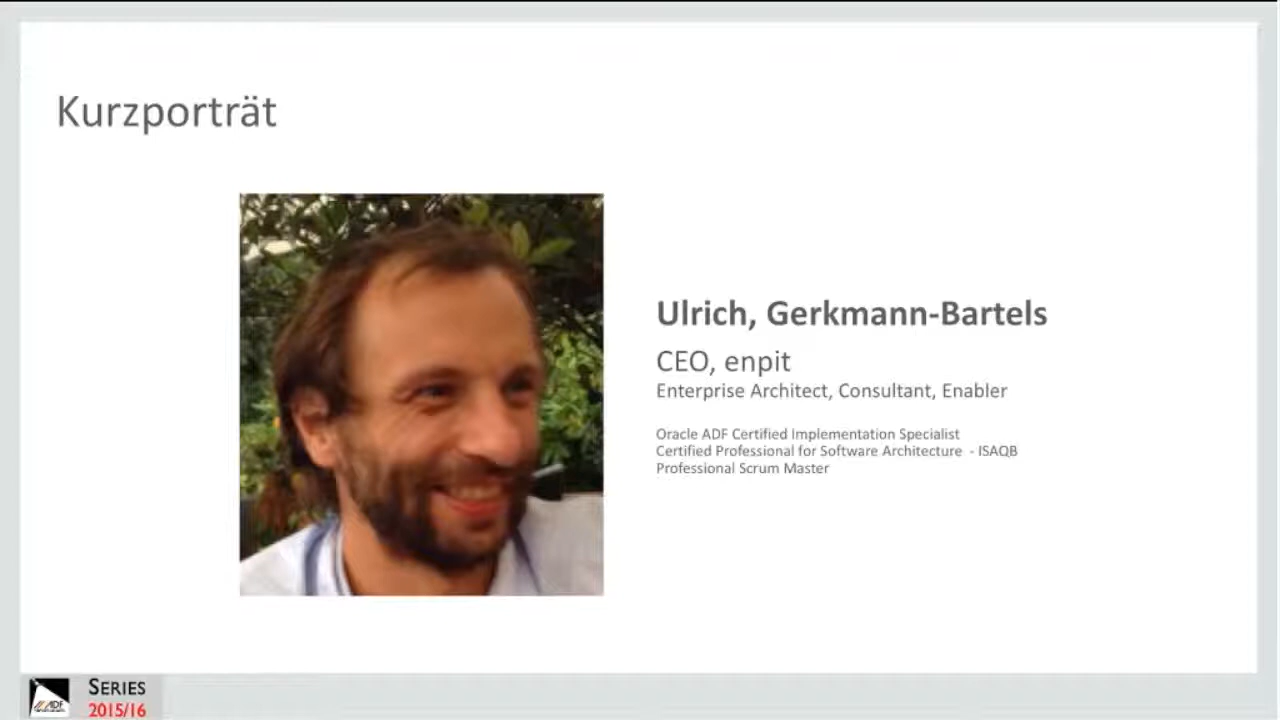 Kurzporträt
Ulrich, Gerkmann-Bartels
CEO, enpit
Enterprise Architect, Consultant, Enabler
Oracle ADF Certified Implementation Specialist
Certified Professional for Software Architecture - ISAQB
Professional Scrum Master
ADF
SERIES
2015/16